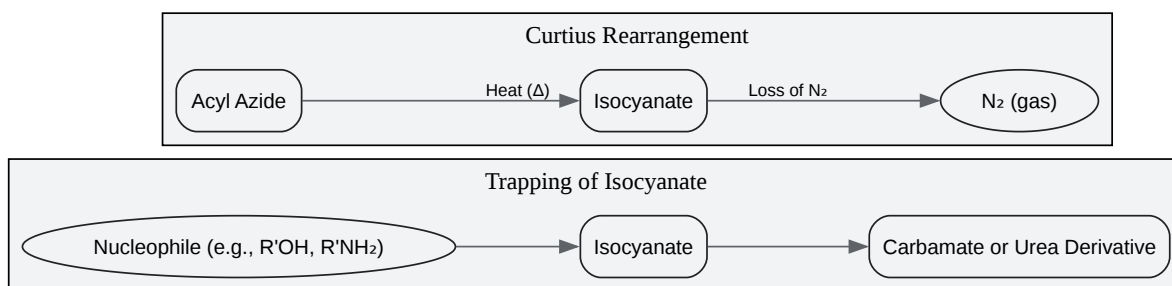 Curtius Rearrangement
Acyl Azide
Heat (Δ)
Isocyanate
Loss of N₂
N₂ (gas)
Trapping of Isocyanate
Nucleophile (e.g., R'OH, R'NH₂)
Isocyanate
Carbamate or Urea Derivative